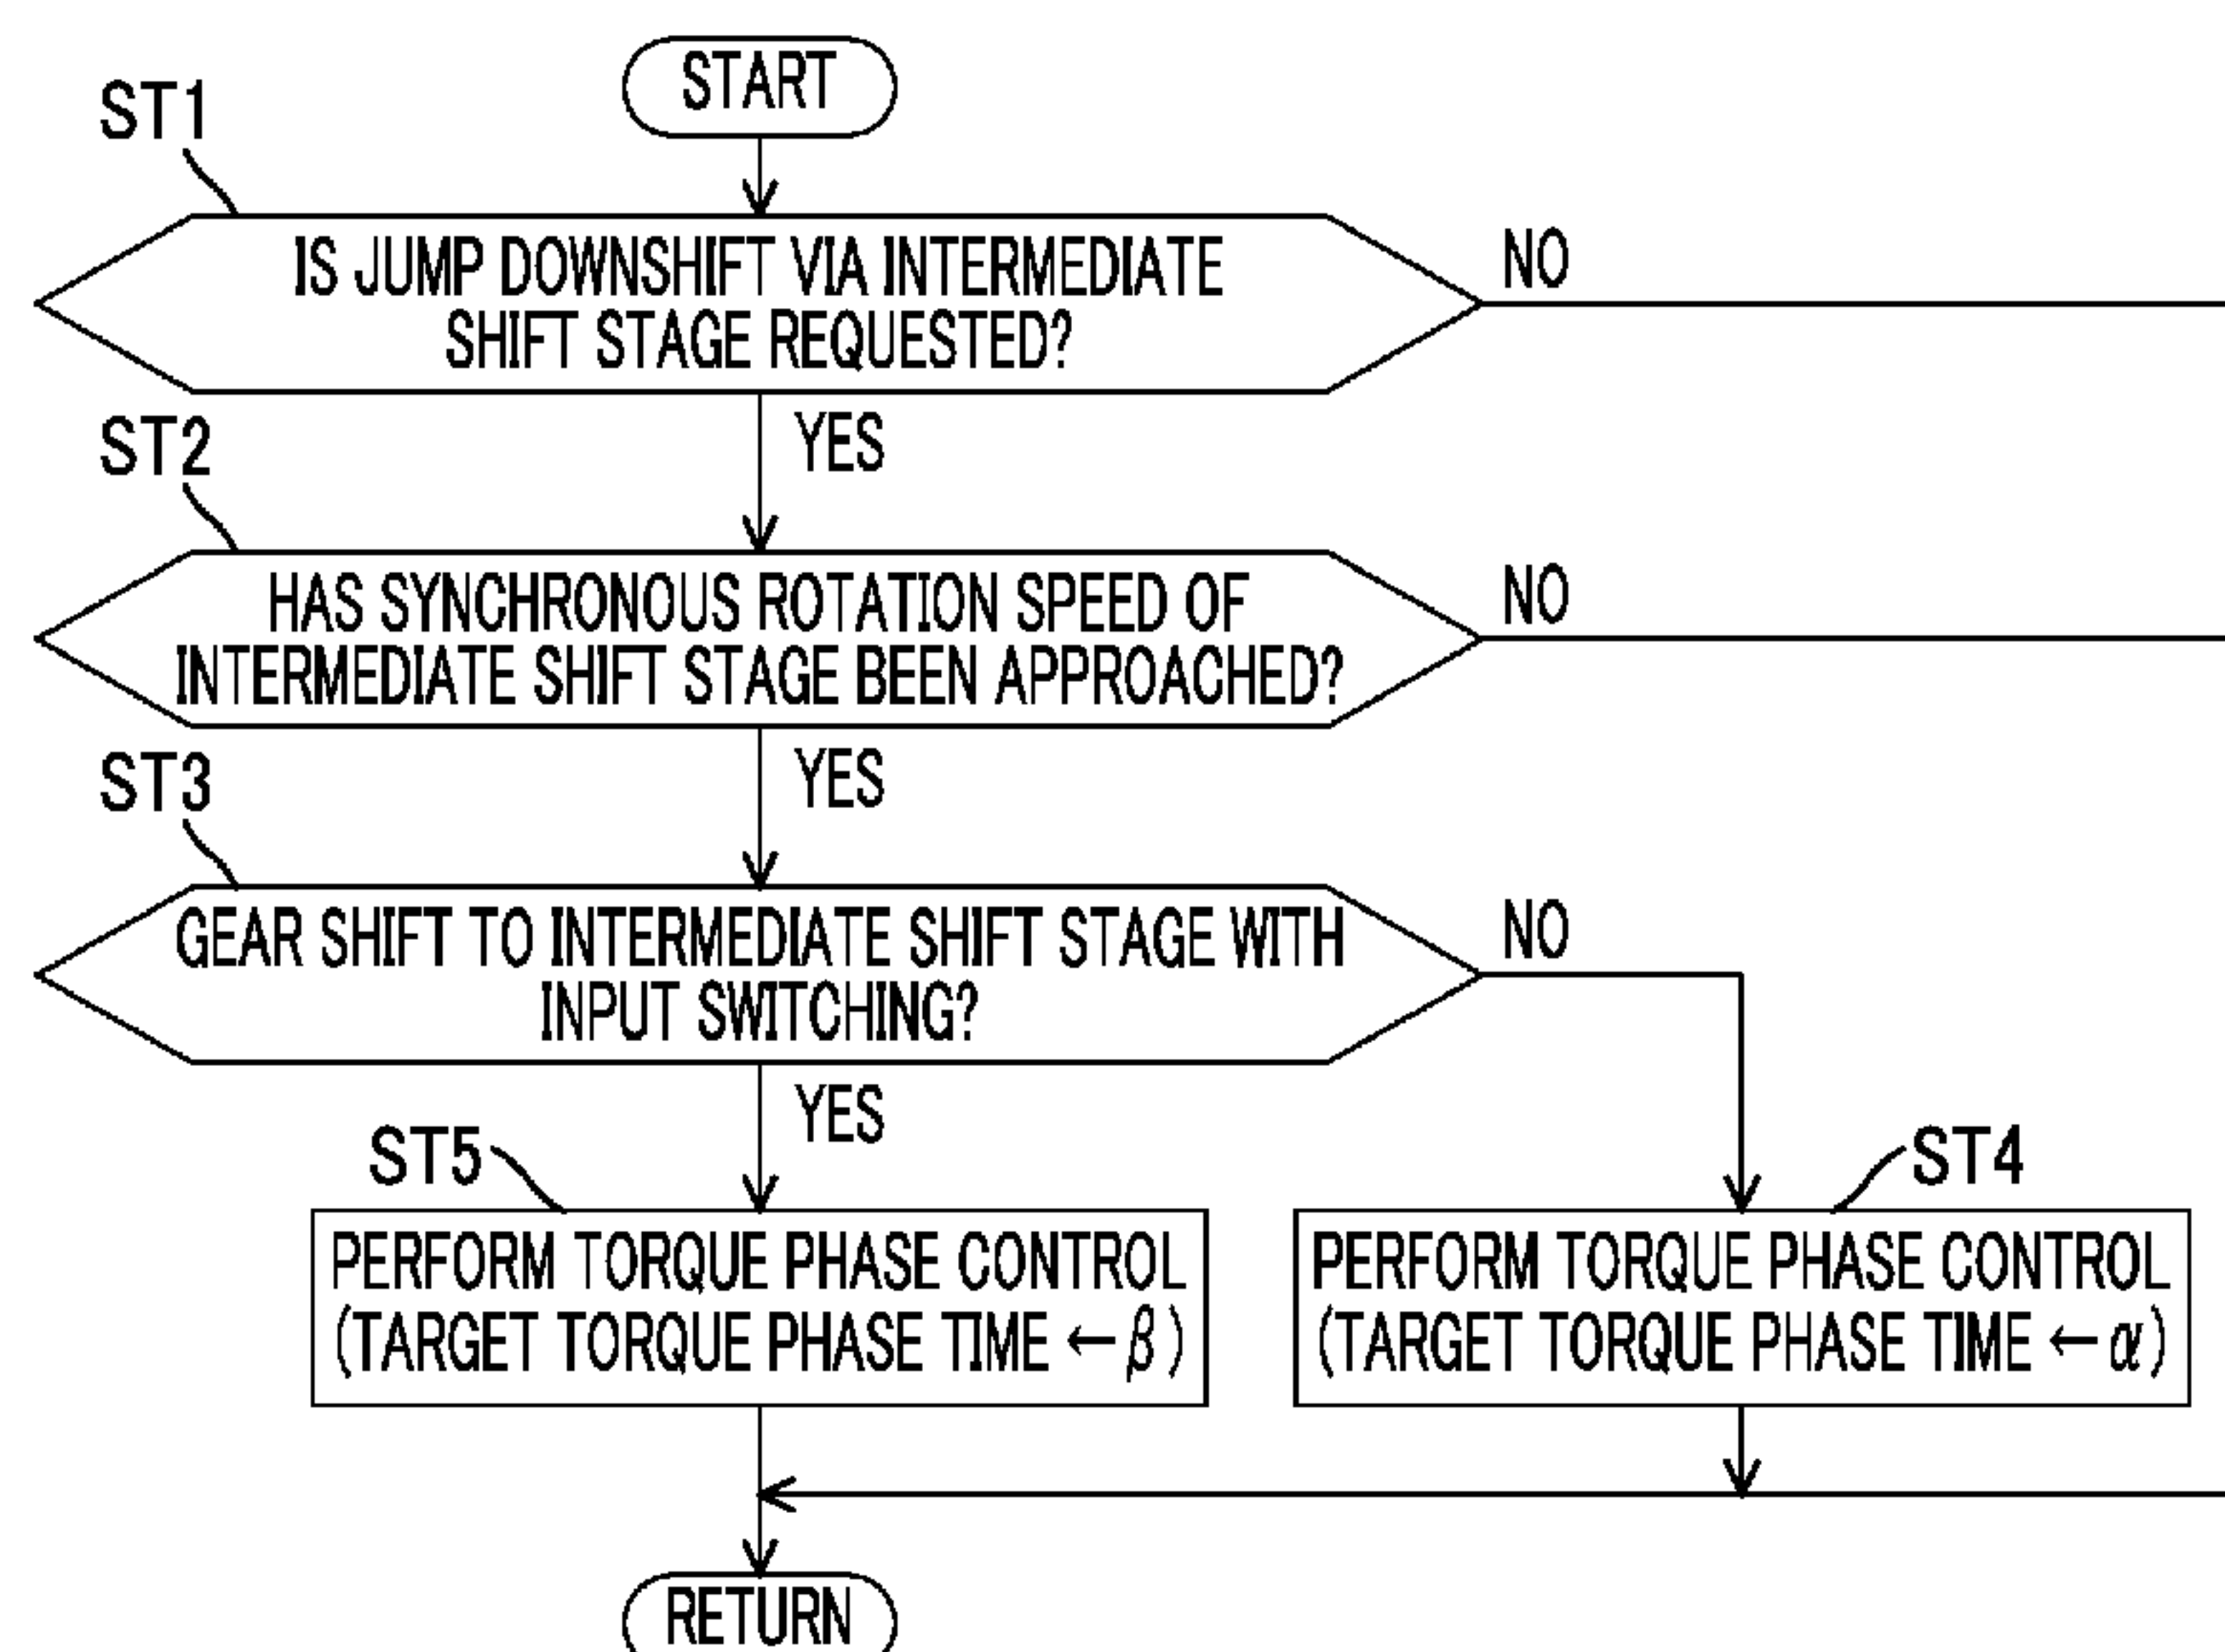 START
ST1
IS JUMP DOWNSHIFT VIA INTERMEDIATE
SHIFT STAGE REQUESTED?
NO
YES
ST2
HAS SYNCHRONOUS ROTATION SPEED OF
INTERMEDIATE SHIFT STAGE BEEN APPROACHED?
NO
YES
ST3
GEAR SHIFT TO INTERMEDIATE SHIFT STAGE WITH
INPUT SWITCHING?
NO
YES
ST5
PERFORM TORQUE PHASE CONTROL
(TARGET TORQUE PHASE TIME ← β)
ST4
PERFORM TORQUE PHASE CONTROL
(TARGET TORQUE PHASE TIME ← α)
RETURN